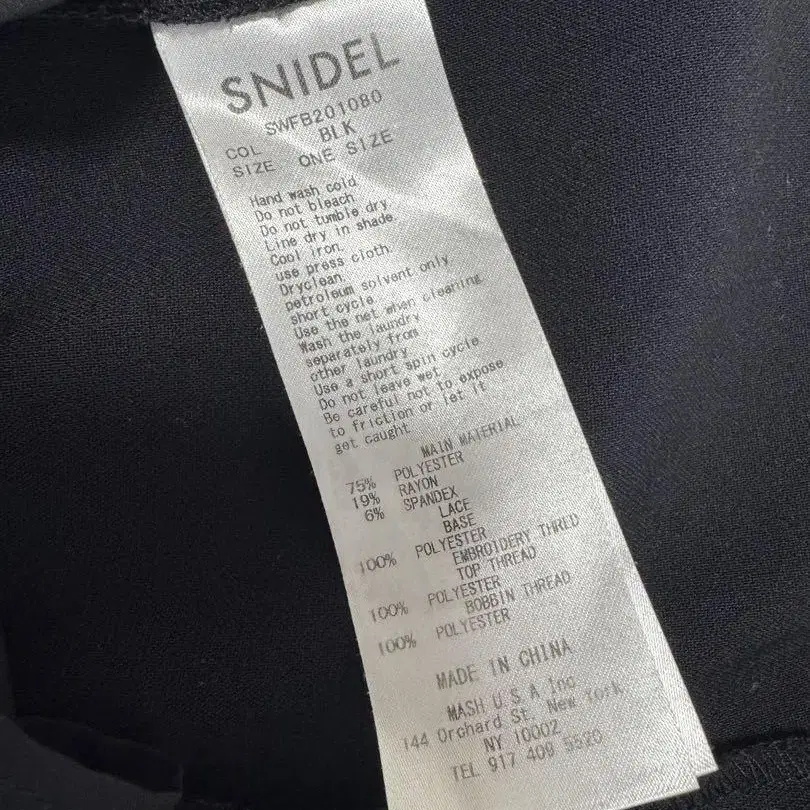 SNIDEL
SWFB201080
COL BLK
SIZE ONE SIZE
Hand wash cold
Do not bleach
Do not tumble dry
Line dry in shade.
Cool iron.
use press cloth.
Dryclean.
petroleum solvent only
short cycle
Use the net when cleaning
Wash the laundry
separately from
other laundry
Use a short spin cycle
Do not leave wet
Be careful not to expose
to friction or let it
get caught
MAIN MATERIAL
75% POLYESTER
19% RAYON
6% SPANDEX
LACE
BASE
100% POLYESTER
EMBROIDERY THRED
TOP THREAD
100% POLYESTER
BOBBIN THREAD
100% POLYESTER
MADE IN CHINA
MASH U S A Inc
144 Orchard St. New York
NY 10002
TEL 917 409 5520